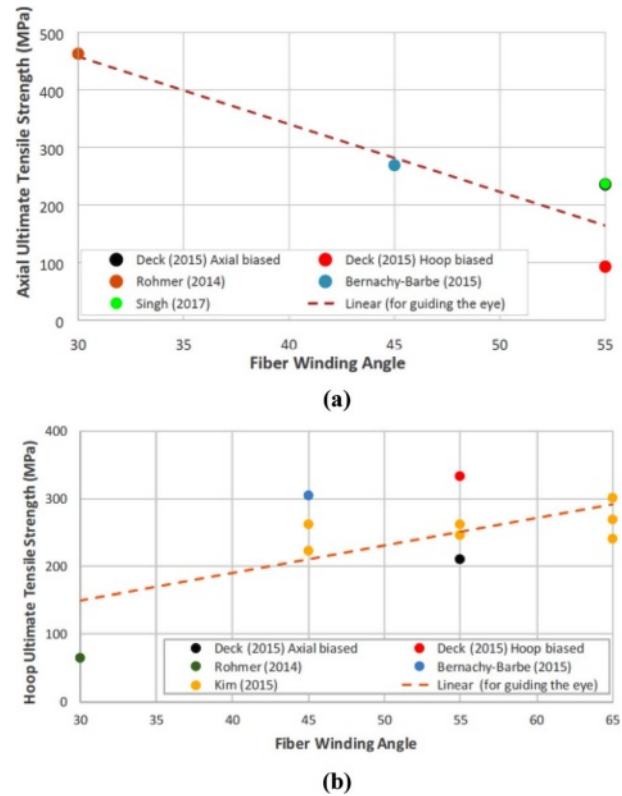 Axial Ultimate Tensile Strength (MPa)
500
400
300
200
100
0
Deck (2015) Axial biased
Deck (2015) Hoop biased
Rohmer (2014)
Bernachy-Barbe (2015)
Singh (2017)
Linear (for guiding the eye)
30 35 40 45 50 55
Fiber Winding Angle
(a)
Hoop Ultimate Tensile Strength (MPa)
400
300
200
100
0
Deck (2015) Axial biased
Deck (2015) Hoop biased
Rohmer (2014)
Bernachy-Barbe (2015)
Kim (2015)
Linear (for guiding the eye)
30 35 40 45 50 55 60 65
Fiber Winding Angle
(b)